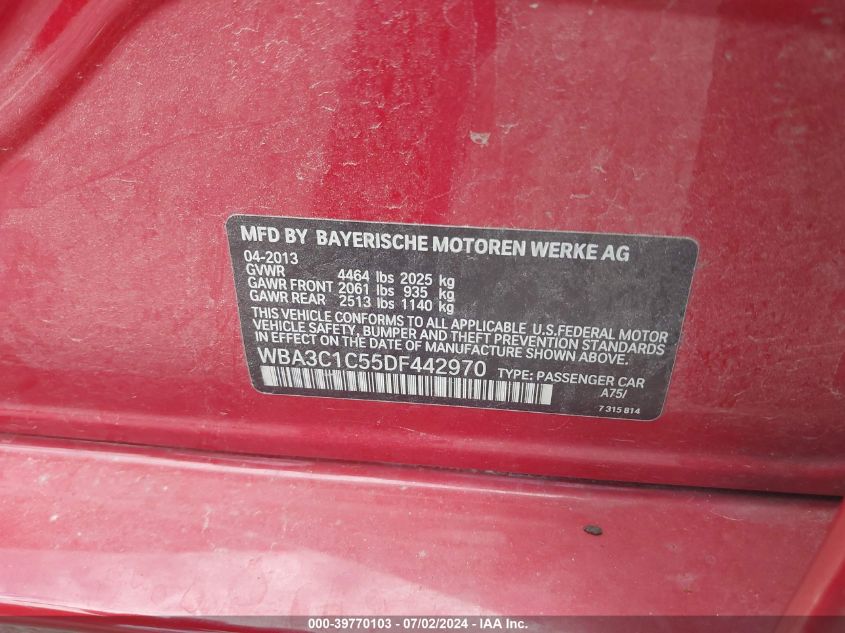 MFD BY BAYERISCHE MOTOREN WERKE AG
04-2013
GVWR 4464 lbs 2025 kg
GAWR FRONT 2061 lbs 935 kg
GAWR REAR 2513 lbs 1140 kg
THIS VEHICLE CONFORMS TO ALL APPLICABLE U.S.FEDERAL MOTOR
VEHICLE SAFETY, BUMPER AND THEFT PREVENTION STANDARDS
IN EFFECT ON THE DATE OF MANUFACTURE SHOWN ABOVE.
WBA3C1C55DF442970 TYPE: PASSENGER CAR
A75/
7 315 814
000-39770103 - 07/02/2024 - IAA Inc.